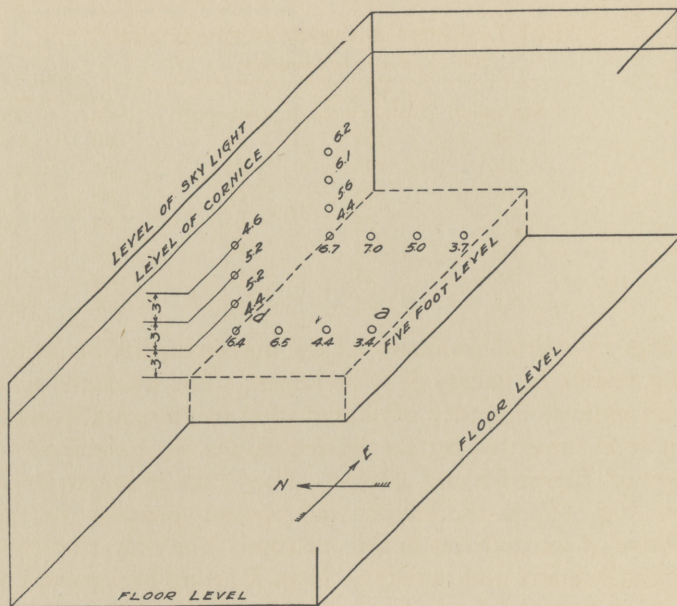 LEVEL OF SKYLIGHT
LEVEL OF CORNICE
6.2
6.1
5.6
4.4
6.7 7.0 5.0 3.7
4.6
5.2
5.2
4.4
d a
6.4 6.5 4.4 3.4
3'
3'
3'
FIVE FOOT LEVEL
FLOOR LEVEL
E
N
FLOOR LEVEL